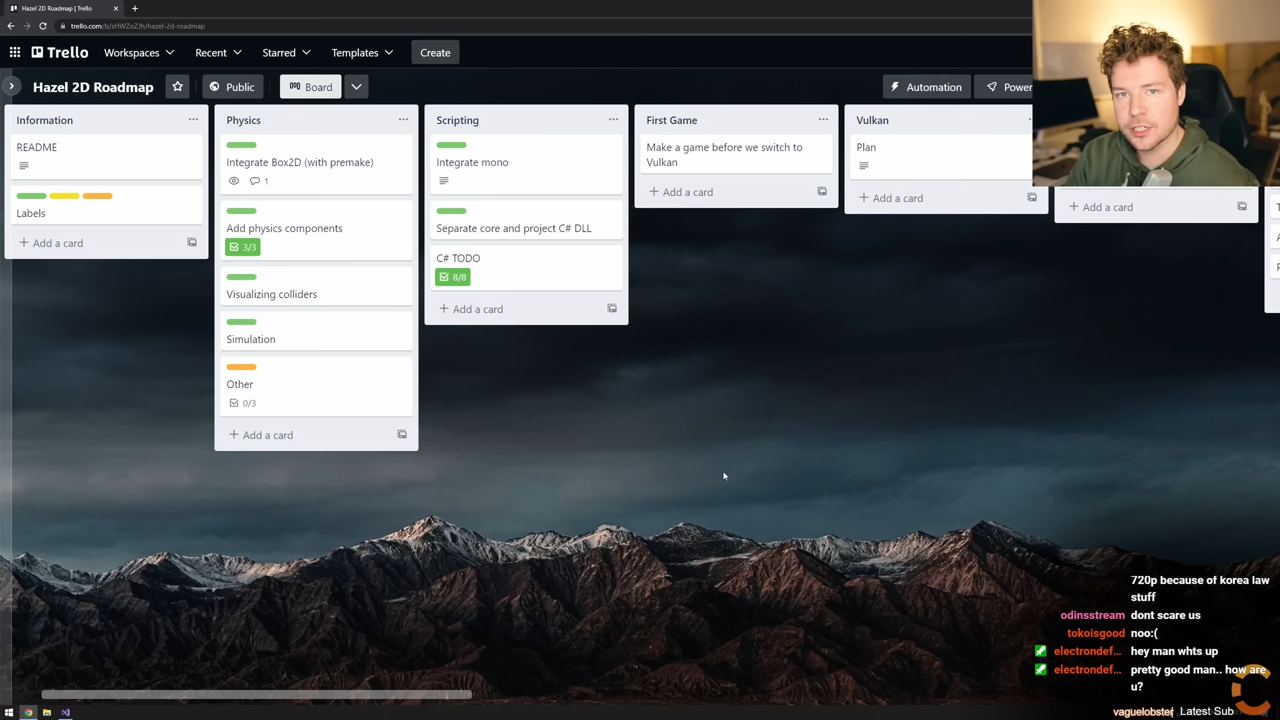 Hazel 2D Roadmap | Trello
trello.com/b/sHWZoZJh/hazel-2d-roadmap
Trello
Workspaces
Recent
Starred
Templates
Create
Hazel 2D Roadmap
Public
Board
Automation
Power
Information
README
Labels
+ Add a card
Physics
Integrate Box2D (with premake)
1
Add physics components
3/3
Visualizing colliders
Simulation
Other
0/3
+ Add a card
Scripting
Integrate mono
Separate core and project C# DLL
C# TODO
8/8
+ Add a card
First Game
Make a game before we switch to
Vulkan
+ Add a card
Vulkan
Plan
+ Add a card
+ Add a card
720p because of korea law
stuff
odinsstream dont scare us
tokoisgood noo:(
electrondef... hey man whts up
electrondef... pretty good man.. how are
u?
vaguelobster Latest Sub